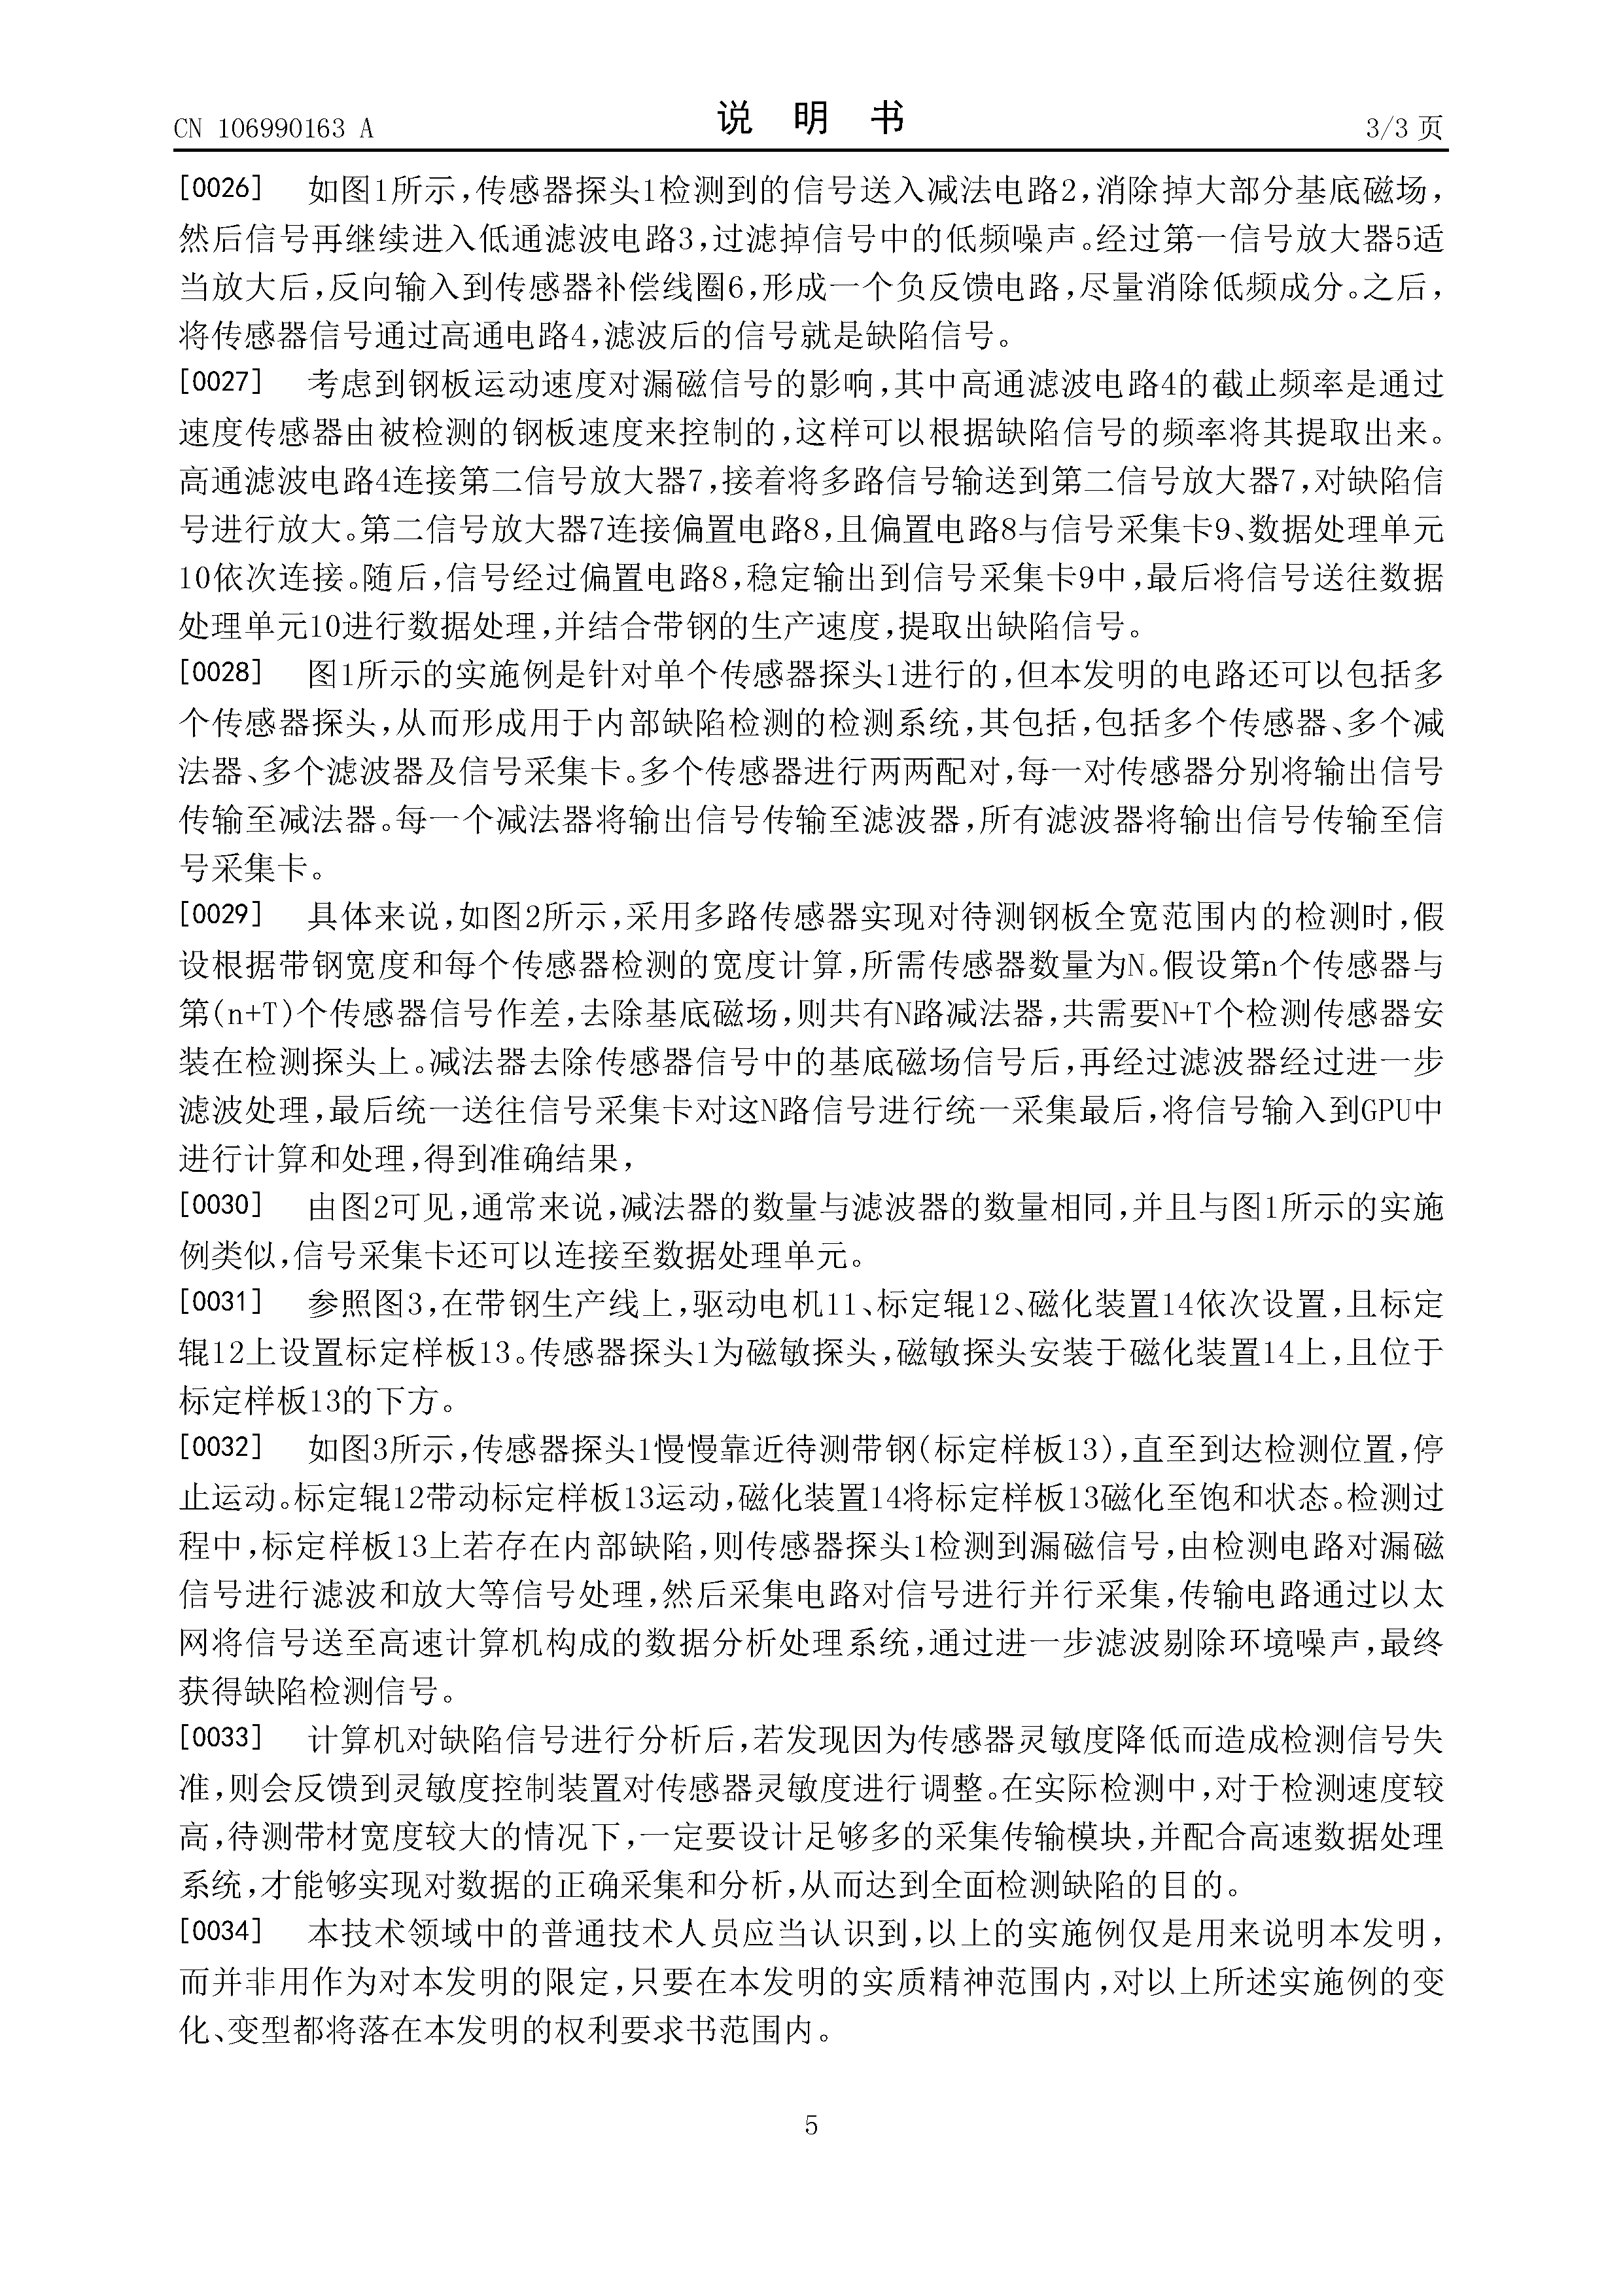 CN 106990163 A
说 明 书
3/3 页
[0026] 如图1所示,传感器探头1检测到的信号送入减法电路2,消除掉大部分基底磁场,
然后信号再继续进入低通滤波电路3,过滤掉信号中的低频噪声。经过第一信号放大器5适
当放大后,反向输入到传感器补偿线圈6,形成一个负反馈电路,尽量消除低频成分。之后,
将传感器信号通过高通电路4,滤波后的信号就是缺陷信号。
[0027] 考虑到钢板运动速度对漏磁信号的影响,其中高通滤波电路4的截止频率是通过
速度传感器由被检测的钢板速度来控制的,这样可以根据缺陷信号的频率将其提取出来。
高通滤波电路4连接第二信号放大器7,接着将多路信号输送到第二信号放大器7,对缺陷信
号进行放大。第二信号放大器7连接偏置电路8,且偏置电路8与信号采集卡9、数据处理单元
10依次连接。随后,信号经过偏置电路8,稳定输出到信号采集卡9中,最后将信号送往数据
处理单元10进行数据处理,并结合带钢的生产速度,提取出缺陷信号。
[0028] 图1所示的实施例是针对单个传感器探头1进行的,但本发明的电路还可以包括多
个传感器探头,从而形成用于内部缺陷检测的检测系统,其包括,包括多个传感器、多个减
法器、多个滤波器及信号采集卡。多个传感器进行两两配对,每一对传感器分别将输出信号
传输至减法器。每一个减法器将输出信号传输至滤波器,所有滤波器将输出信号传输至信
号采集卡。
[0029] 具体来说,如图2所示,采用多路传感器实现对待测钢板全宽范围内的检测时,假
设根据带钢宽度和每个传感器检测的宽度计算,所需传感器数量为N。假设第n个传感器与
第(n+T)个传感器信号作差,去除基底磁场,则共有N路减法器,共需要N+T个检测传感器安
装在检测探头上。减法器去除传感器信号中的基底磁场信号后,再经过滤波器经过进一步
滤波处理,最后统一送往信号采集卡对这N路信号进行统一采集最后,将信号输入到GPU中
进行计算和处理,得到准确结果,
[0030] 由图2可见,通常来说,减法器的数量与滤波器的数量相同,并且与图1所示的实施
例类似,信号采集卡还可以连接至数据处理单元。
[0031] 参照图3,在带钢生产线上,驱动电机11、标定辊12、磁化装置14依次设置,且标定
辊12上设置标定样板13。传感器探头1为磁敏探头,磁敏探头安装于磁化装置14上,且位于
标定样板13的下方。
[0032] 如图3所示,传感器探头1慢慢靠近待测带钢(标定样板13),直至到达检测位置,停
止运动。标定辊12带动标定样板13运动,磁化装置14将标定样板13磁化至饱和状态。检测过
程中,标定样板13上若存在内部缺陷,则传感器探头1检测到漏磁信号,由检测电路对漏磁
信号进行滤波和放大等信号处理,然后采集电路对信号进行并行采集,传输电路通过以太
网将信号送至高速计算机构成的数据分析处理系统,通过进一步滤波剔除环境噪声,最终
获得缺陷检测信号。
[0033] 计算机对缺陷信号进行分析后,若发现因为传感器灵敏度降低而造成检测信号失
准,则会反馈到灵敏度控制装置对传感器灵敏度进行调整。在实际检测中,对于检测速度较
高,待测带材宽度较大的情况下,一定要设计足够多的采集传输模块,并配合高速数据处理
系统,才能够实现对数据的正确采集和分析,从而达到全面检测缺陷的目的。
[0034] 本技术领域中的普通技术人员应当认识到,以上的实施例仅是用来说明本发明,
而并非用作为对本发明的限定,只要在本发明的实质精神范围内,对以上所述实施例的变
化、变型都将落在本发明的权利要求书范围内。
5